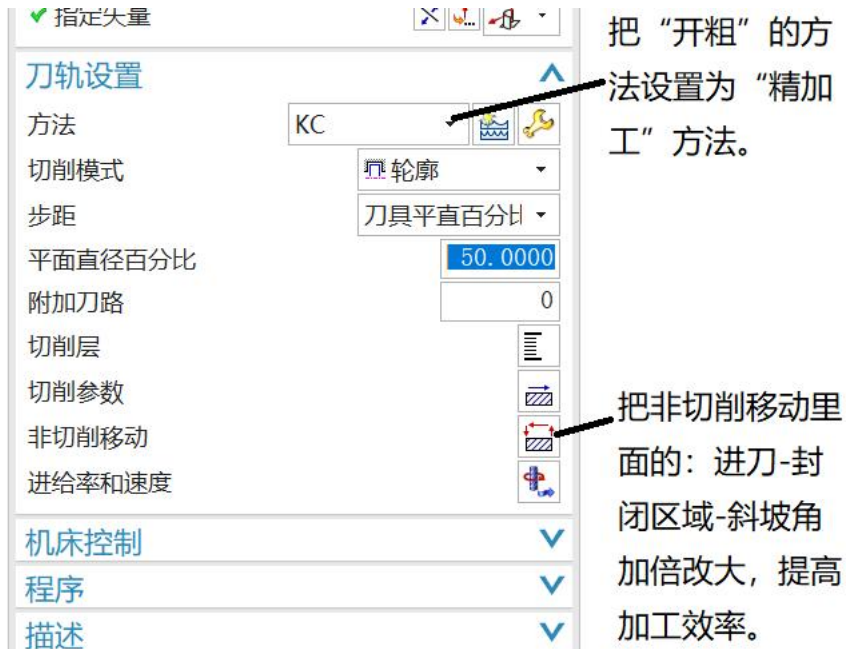 指定矢量
刀轨设置
方法 KC
切削模式 轮廓
步距 刀具平直百分比
平面直径百分比 50.0000
附加刀路 0
切削层
切削参数
非切削移动
进给率和速度
机床控制
程序
描述
把“开粗”的方
法设置为“精加
工”方法。
把非切削移动里
面的：进刀-封
闭区域-斜坡角
加倍改大，提高
加工效率。